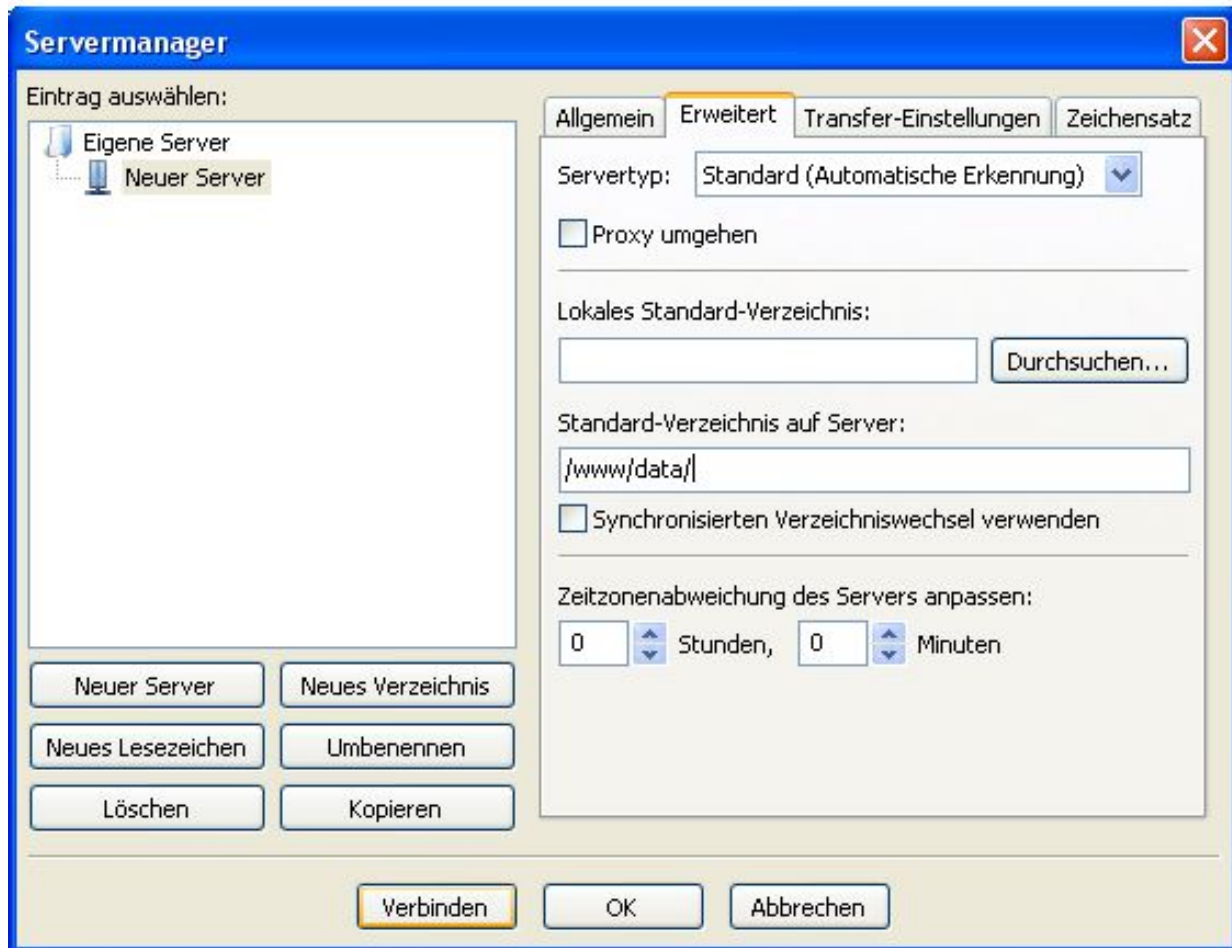 Servermanager
Eintrag auswählen:
Eigene Server
Neuer Server
Neuer Server
Neues Verzeichnis
Neues Lesezeichen
Umbenennen
Löschen
Kopieren
Allgemein
Erweitert
Transfer-Einstellungen
Zeichensatz
Servertyp:
Standard (Automatische Erkennung)
Proxy umgehen
Lokales Standard-Verzeichnis:
Durchsuchen...
Standard-Verzeichnis auf Server:
/www/data/
Synchronisierten Verzeichniswechsel verwenden
Zeitzonenabweichung des Servers anpassen:
0 Stunden, 0 Minuten
Verbinden
OK
Abbrechen